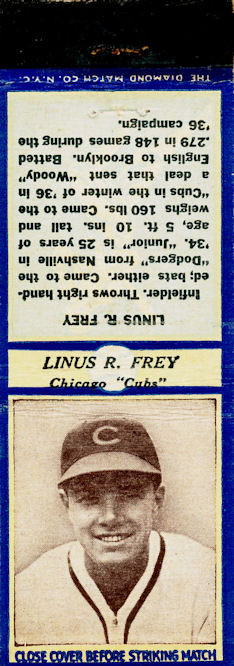 THE DIAMOND MATCH CO. N.Y.C.
LINUS R. FREY
Infielder. Throws right hand-
ed; bats either. Came to the
"Dodgers" from Nashville in
'34. "Junior" is 25 years of
age, 5 ft. 10 ins. tall and
weighs 160 lbs. Came to the
"Cubs in the winter of '36 in
a deal that sent "Woody"
English to Brooklyn. Batted
.279 in 148 games during the
'36 campaign.
LINUS R. FREY
Chicago "Cubs"
C
CLOSE COVER BEFORE STRIKING MATCH